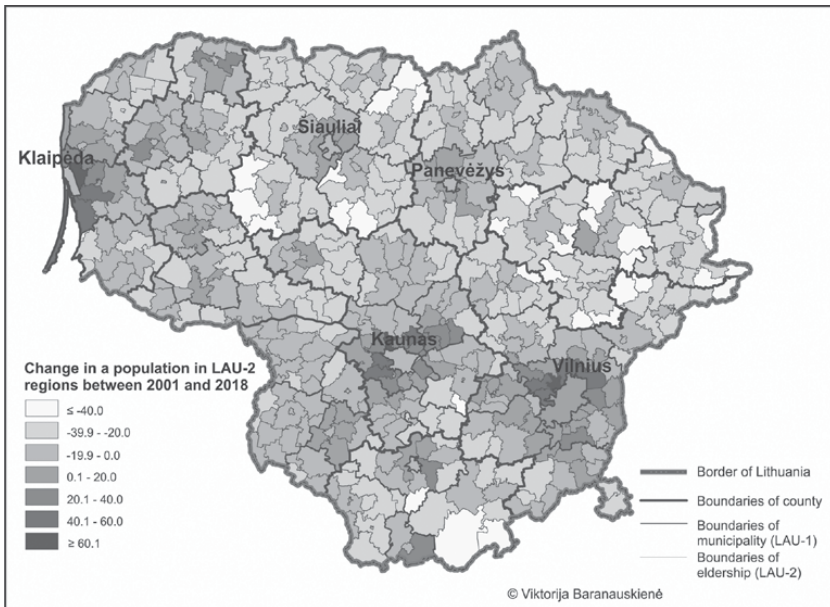 Klaipėda
Šiauliai
Panevėžys
Kaunas
Vilnius
Change in a population in LAU-2
regions between 2001 and 2018
≤ -40.0
-39.9 - -20.0
-19.9 - 0.0
0.1 - 20.0
20.1 - 40.0
40.1 - 60.0
≥ 60.1
Border of Lithuania
Boundaries of county
Boundaries of
municipality (LAU-1)
Boundaries of
eldership (LAU-2)
© Viktorija Baranauskienė